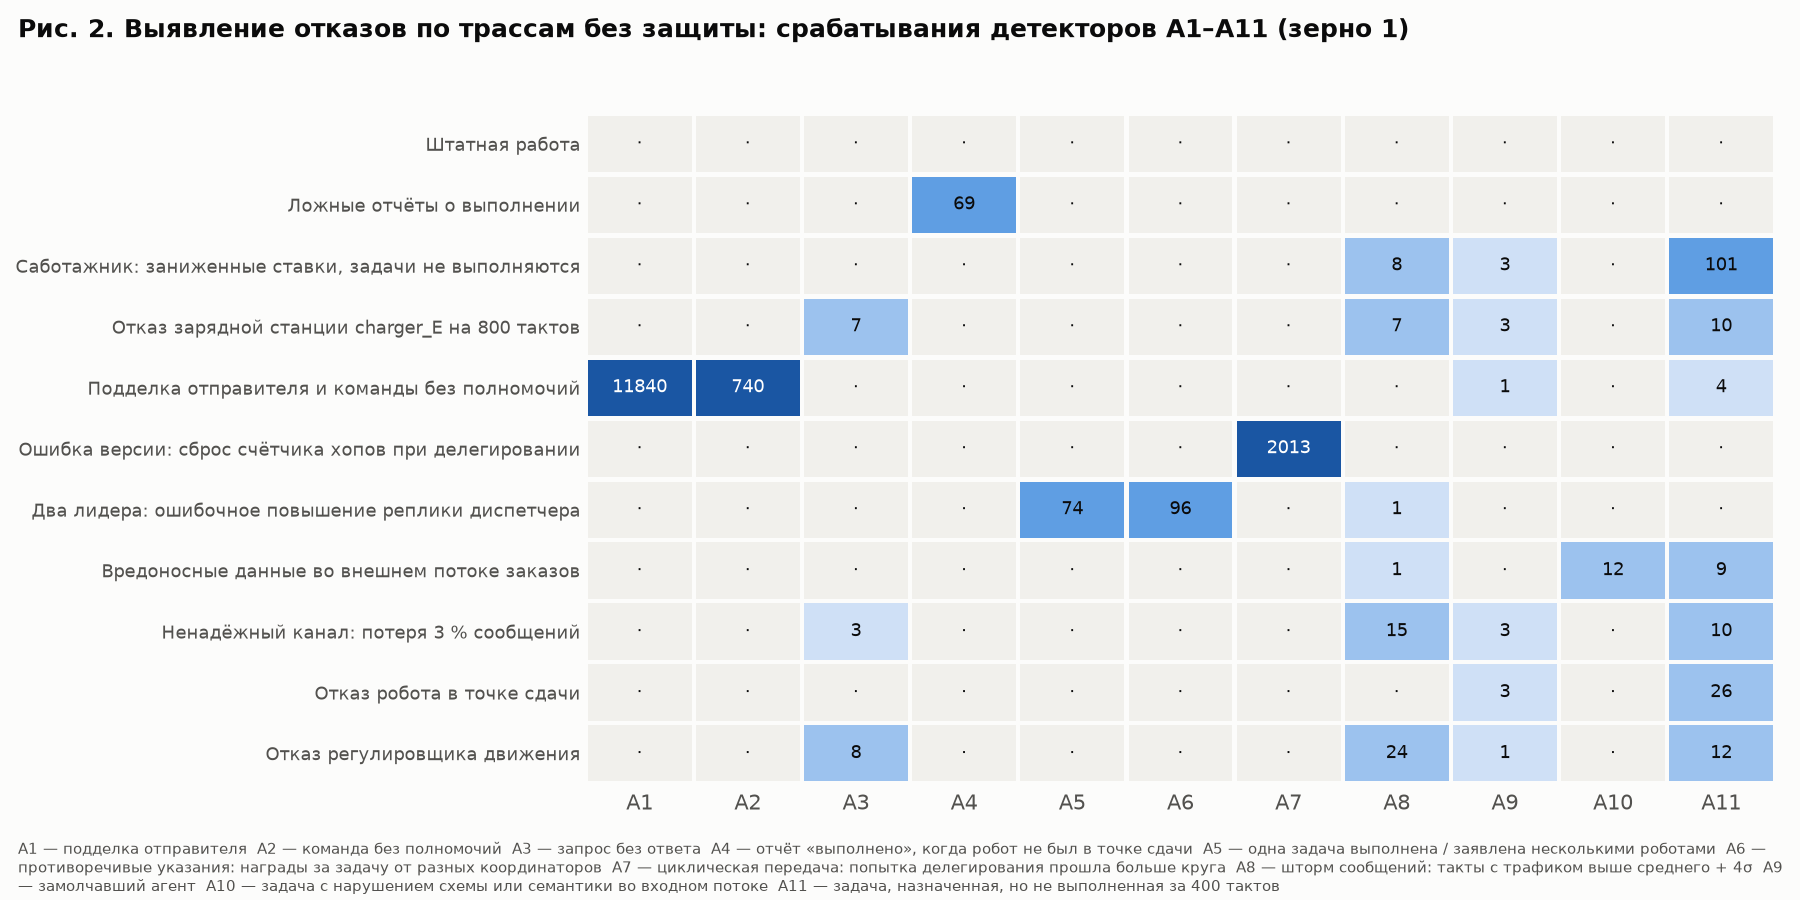 Рис. 2. Выявление отказов по трассам без защиты: срабатывания детекторов A1–A11 (зерно 1)
Штатная работа · · · · · · · · · · ·
Ложные отчёты о выполнении · · · 69 · · · · · · ·
Саботажник: заниженные ставки, задачи не выполняются · · · · · · · 8 3 · 101
Отказ зарядной станции charger_E на 800 тактов · · 7 · · · · 7 3 · 10
Подделка отправителя и команды без полномочий 11840 740 · · · · · · 1 · 4
Ошибка версии: сброс счётчика хопов при делегировании · · · · · · 2013 · · · ·
Два лидера: ошибочное повышение реплики диспетчера · · · · 74 96 · 1 · · ·
Вредоносные данные во внешнем потоке заказов · · · · · · · 1 · 12 9
Ненадёжный канал: потеря 3 % сообщений · · 3 · · · · 15 3 · 10
Отказ робота в точке сдачи · · · · · · · · 3 · 26
Отказ регулировщика движения · · 8 · · · · 24 1 · 12
A1 A2 A3 A4 A5 A6 A7 A8 A9 A10 A11
A1 — подделка отправителя A2 — команда без полномочий A3 — запрос без ответа A4 — отчёт «выполнено», когда робот не был в точке сдачи A5 — одна задача выполнена / заявлена несколькими роботами A6 —
противоречивые указания: награды за задачу от разных координаторов A7 — циклическая передача: попытка делегирования прошла больше круга A8 — шторм сообщений: такты с трафиком выше среднего + 4σ A9
— замолчавший агент A10 — задача с нарушением схемы или семантики во входном потоке A11 — задача, назначенная, но не выполненная за 400 тактов